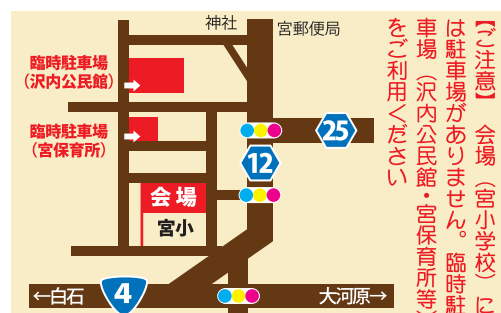 【ご注意】 会場（宮小学校）に
は駐車場がありません。臨時駐
車場（沢内公民館・宮保育所等）
をご利用ください
神社
宮郵便局
臨時駐車場
（沢内公民館）
25
臨時駐車場
（宮保育所）
12
会場
宮小
←白石
4
大河原→